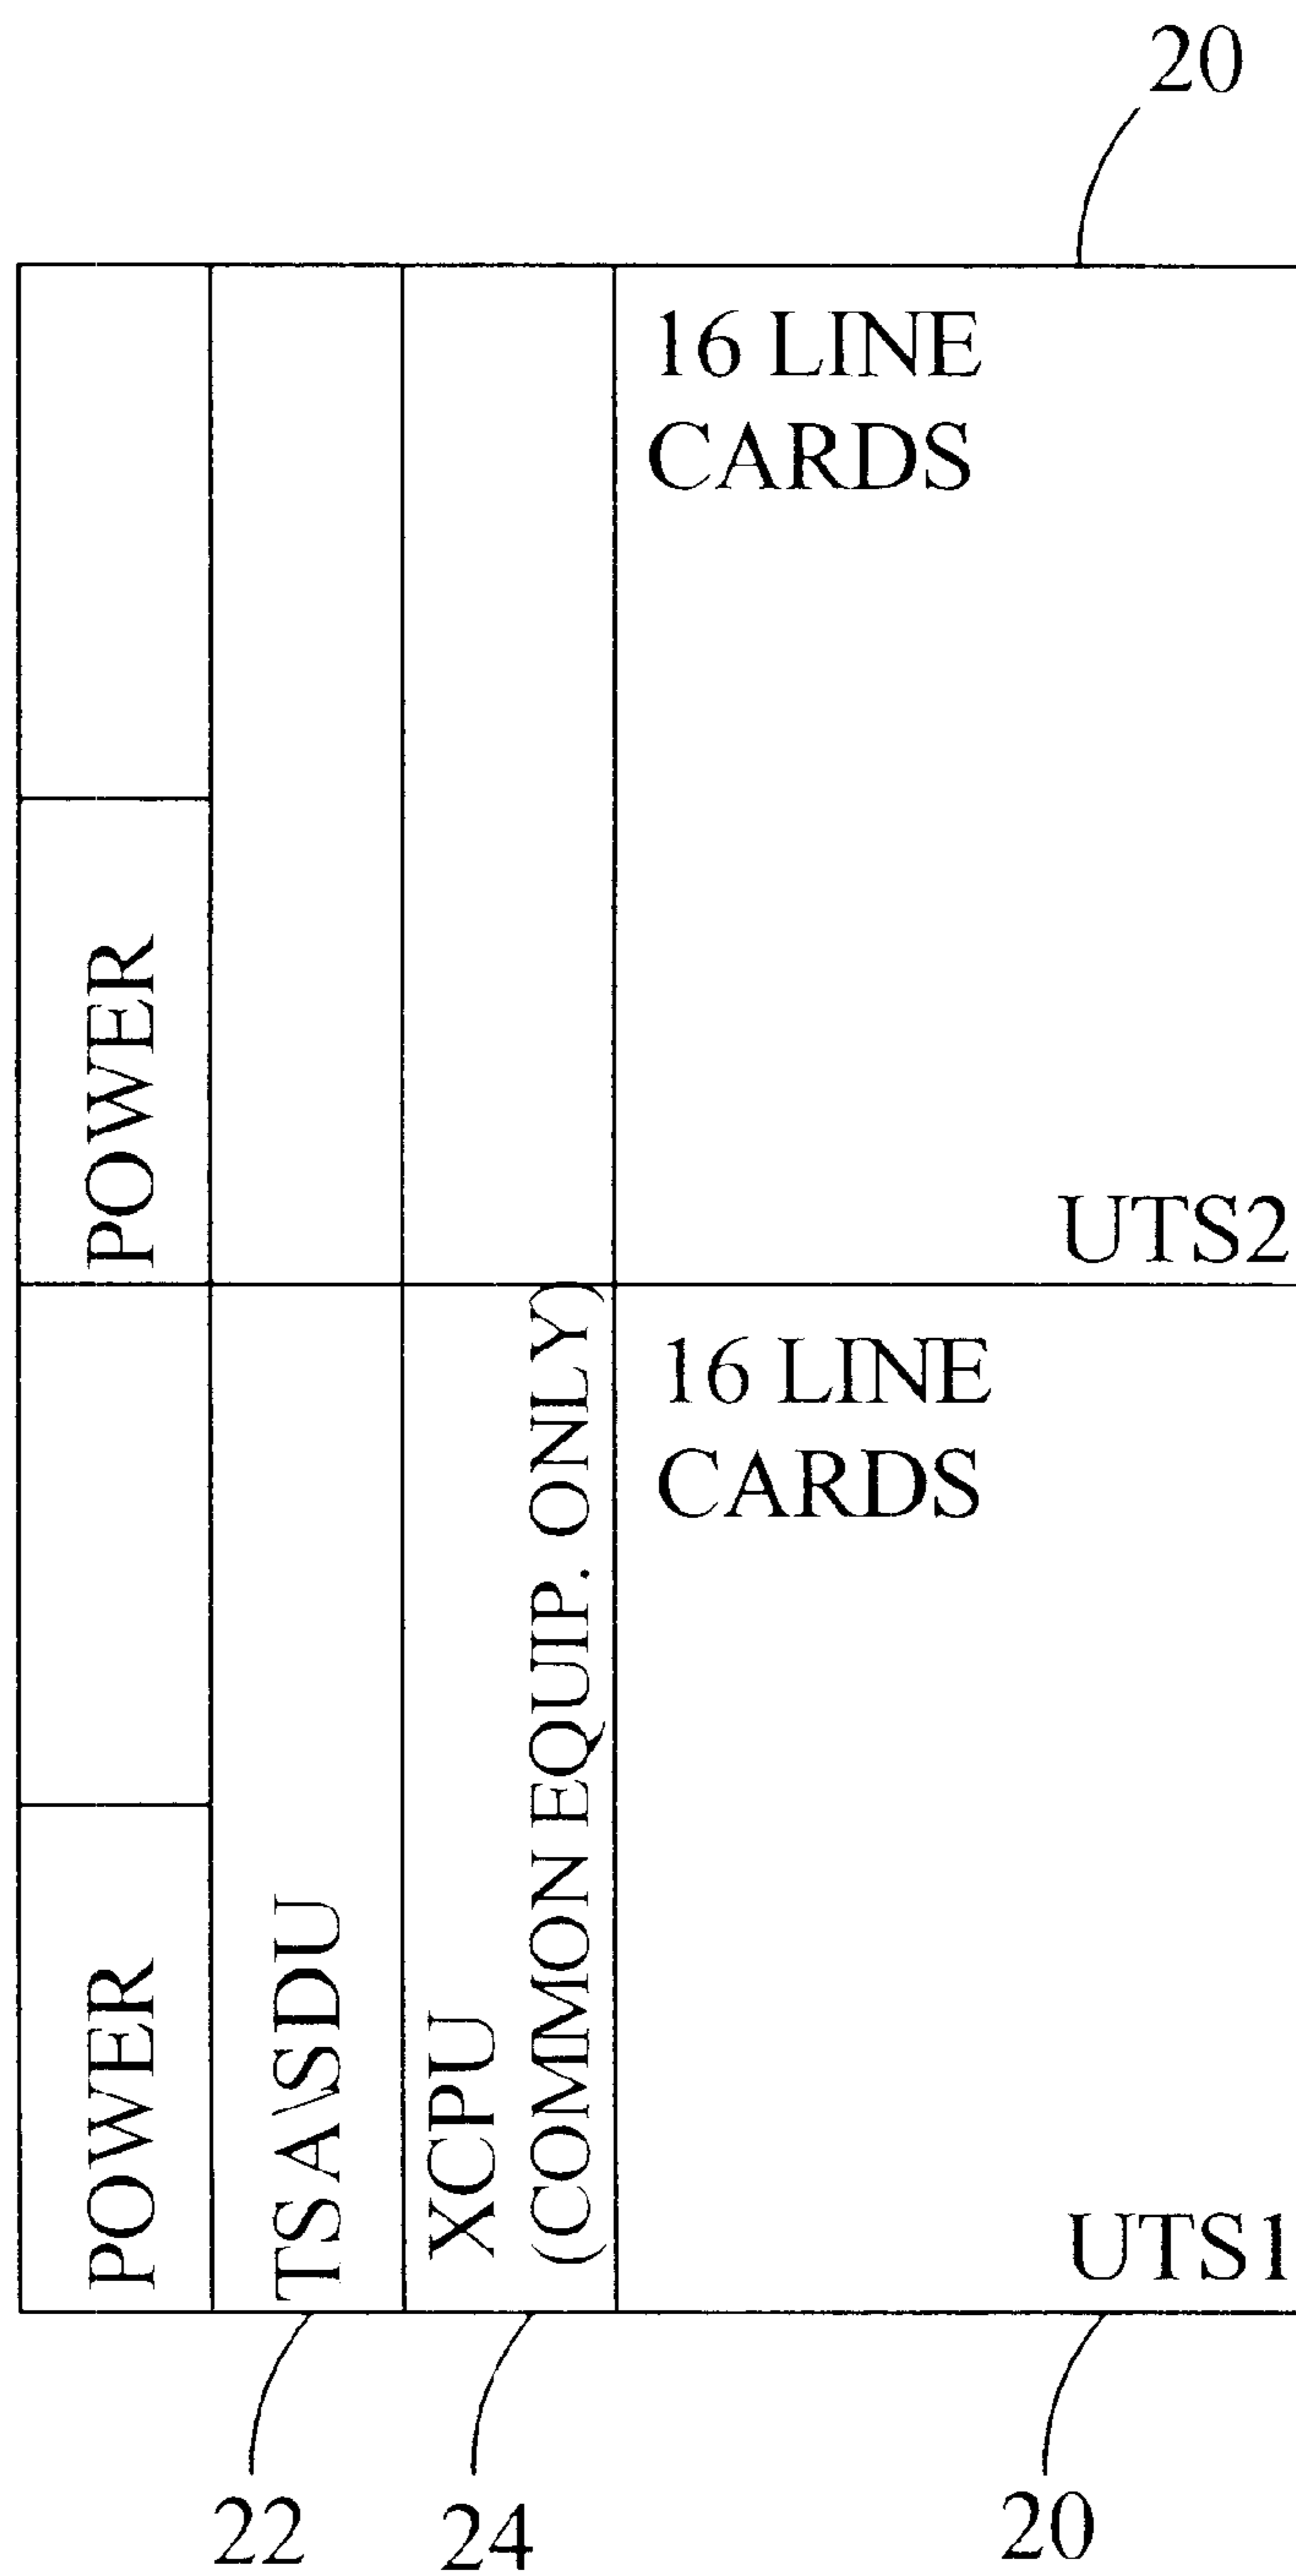 20
16 LINE
CARDS
POWER
UTS2
16 LINE
CARDS
POWER
TSA\SDU
XCPU
(COMMON EQUIP. ONLY)
UTS1
22
24
20